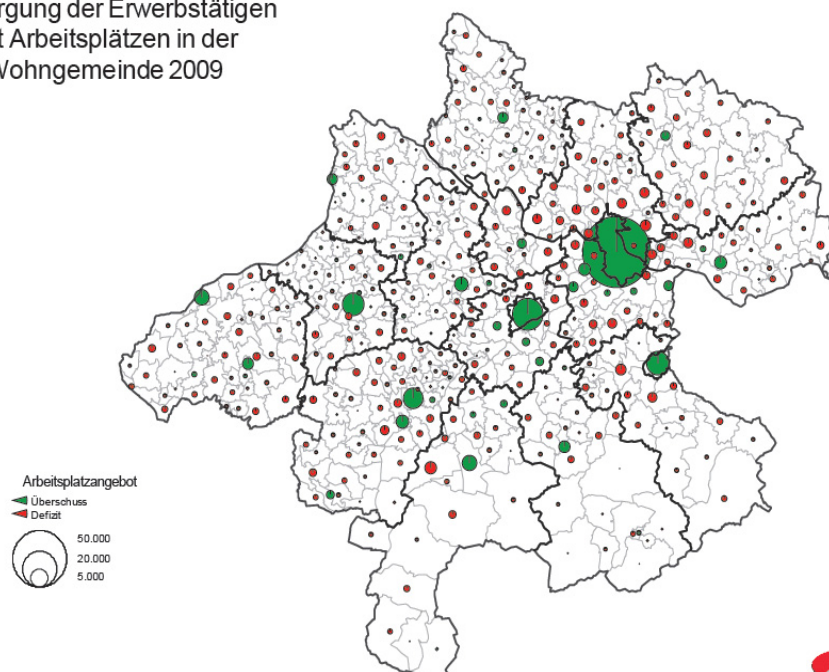 rgung der Erwerbstätigen
t Arbeitsplätzen in der
Wohngemeinde 2009
Arbeitsplatzangebot
Überschuss
Defizit
50.000
20.000
5.000